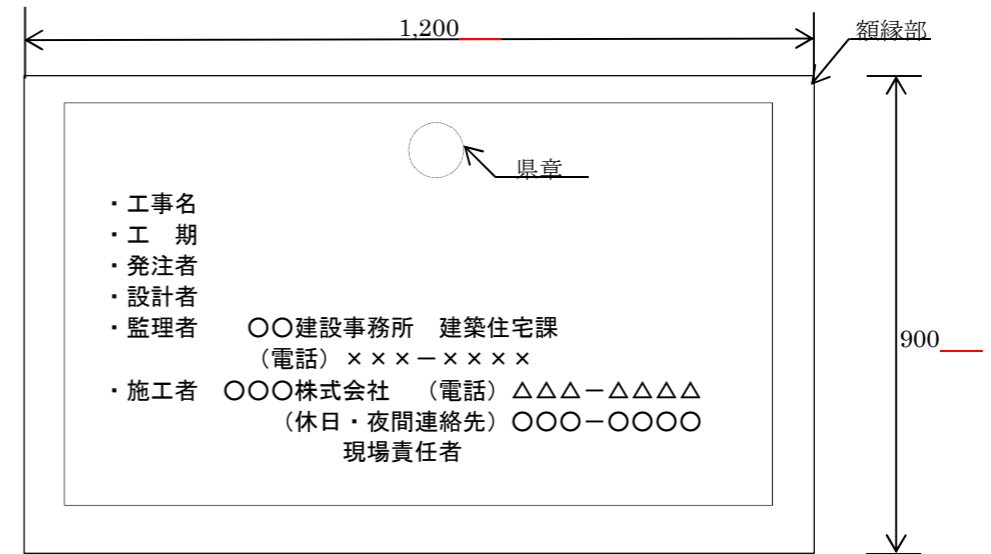 1,200
額縁部
県章
・工事名
・工　期
・発注者
・設計者
・監理者　　〇〇建設事務所　建築住宅課
（電話）×××－××××
・施工者　〇〇〇株式会社　（電話）△△△－△△△△
（休日・夜間連絡先）〇〇〇－〇〇〇〇
現場責任者
900